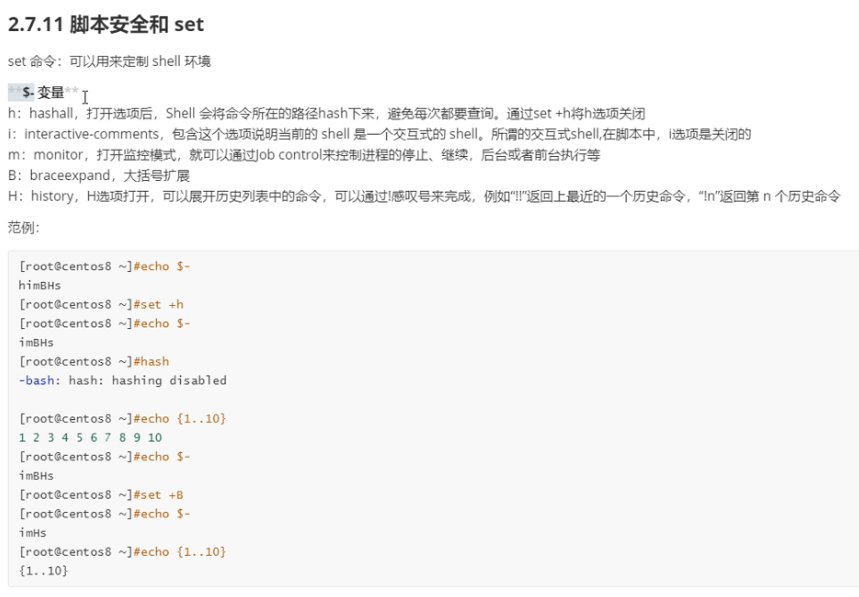 2.7.11 脚本安全和 set
set 命令：可以用来定制 shell 环境
**$- 变量**
h：hashall，打开选项后，Shell 会将命令所在的路径hash下来，避免每次都要查询。通过set +h将h选项关闭
i：interactive-comments，包含这个选项说明当前的 shell 是一个交互式的 shell。所谓的交互式shell,在脚本中，i选项是关闭的
m：monitor，打开监控模式，就可以通过Job control来控制进程的停止、继续，后台或者前台执行等
B：braceexpand，大括号扩展
H：history，H选项打开，可以展开历史列表中的命令，可以通过!感叹号来完成，例如“!!”返回上最近的一个历史命令，“!n”返回第 n 个历史命令
范例：
[root@centos8 ~]#echo $-
himBHs
[root@centos8 ~]#set +h
[root@centos8 ~]#echo $-
imBHs
[root@centos8 ~]#hash
-bash: hash: hashing disabled
[root@centos8 ~]#echo {1..10}
1 2 3 4 5 6 7 8 9 10
[root@centos8 ~]#echo $-
imBHs
[root@centos8 ~]#set +B
[root@centos8 ~]#echo $-
imHs
[root@centos8 ~]#echo {1..10}
{1..10}